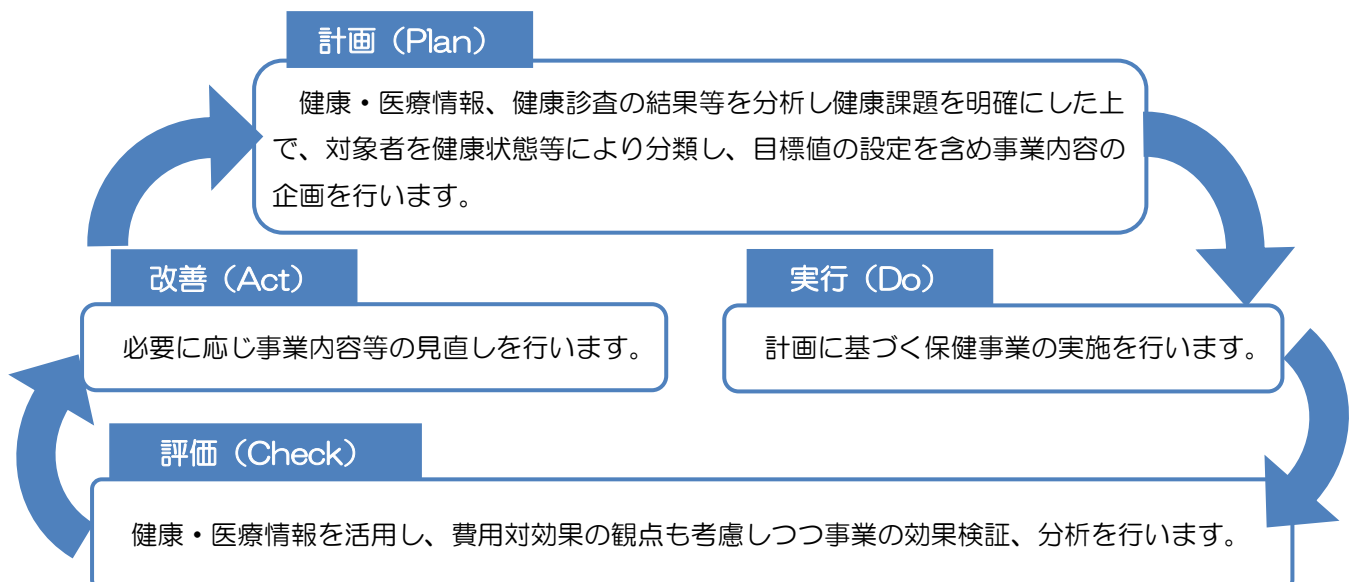 計画（Plan）
健康・医療情報、健康診査の結果等を分析し健康課題を明確にした上
で、対象者を健康状態等により分類し、目標値の設定を含め事業内容の
企画を行います。
改善（Act）
必要に応じ事業内容等の見直しを行います。
実行（Do）
計画に基づく保健事業の実施を行います。
評価（Check）
健康・医療情報を活用し、費用対効果の観点も考慮しつつ事業の効果検証、分析を行います。